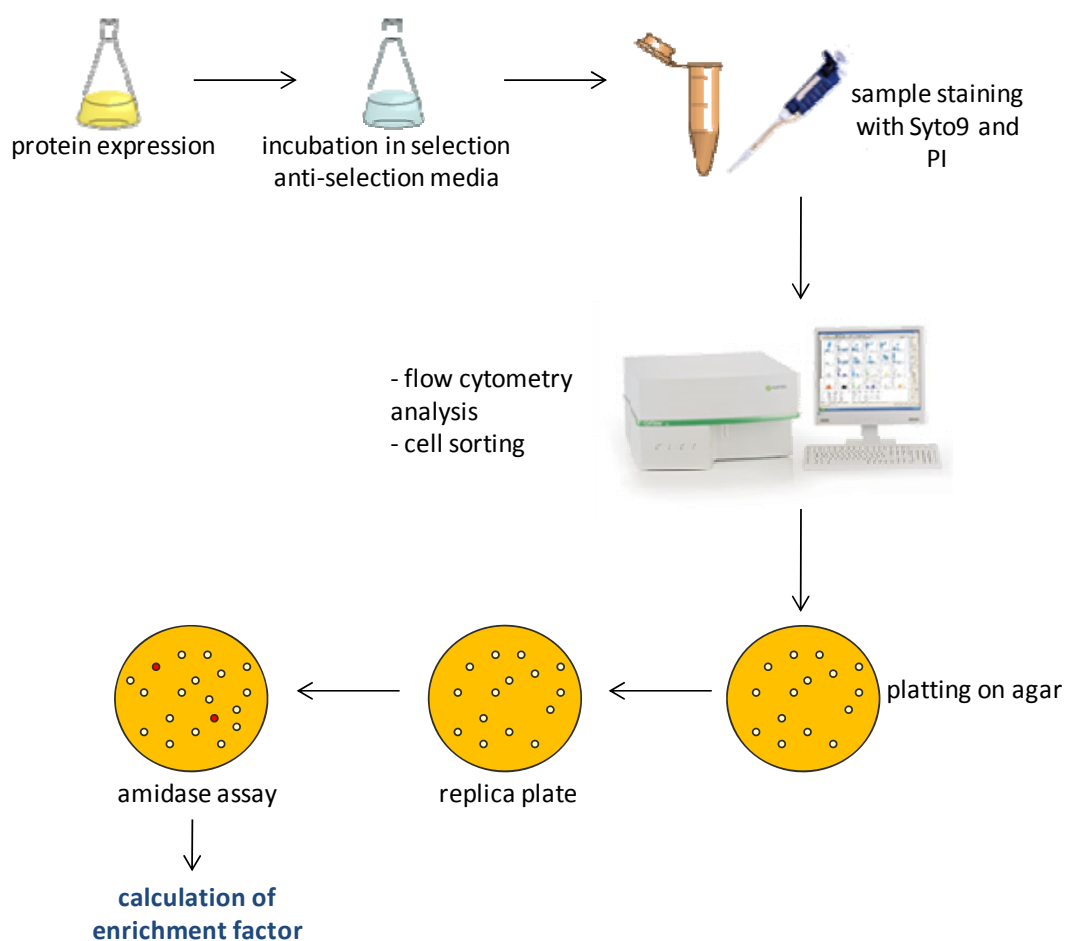 protein expression
incubation in selection
anti-selection media
sample staining
with Syto9 and
PI
- flow cytometry
analysis
- cell sorting
platting on agar
replica plate
amidase assay
calculation of
enrichment factor